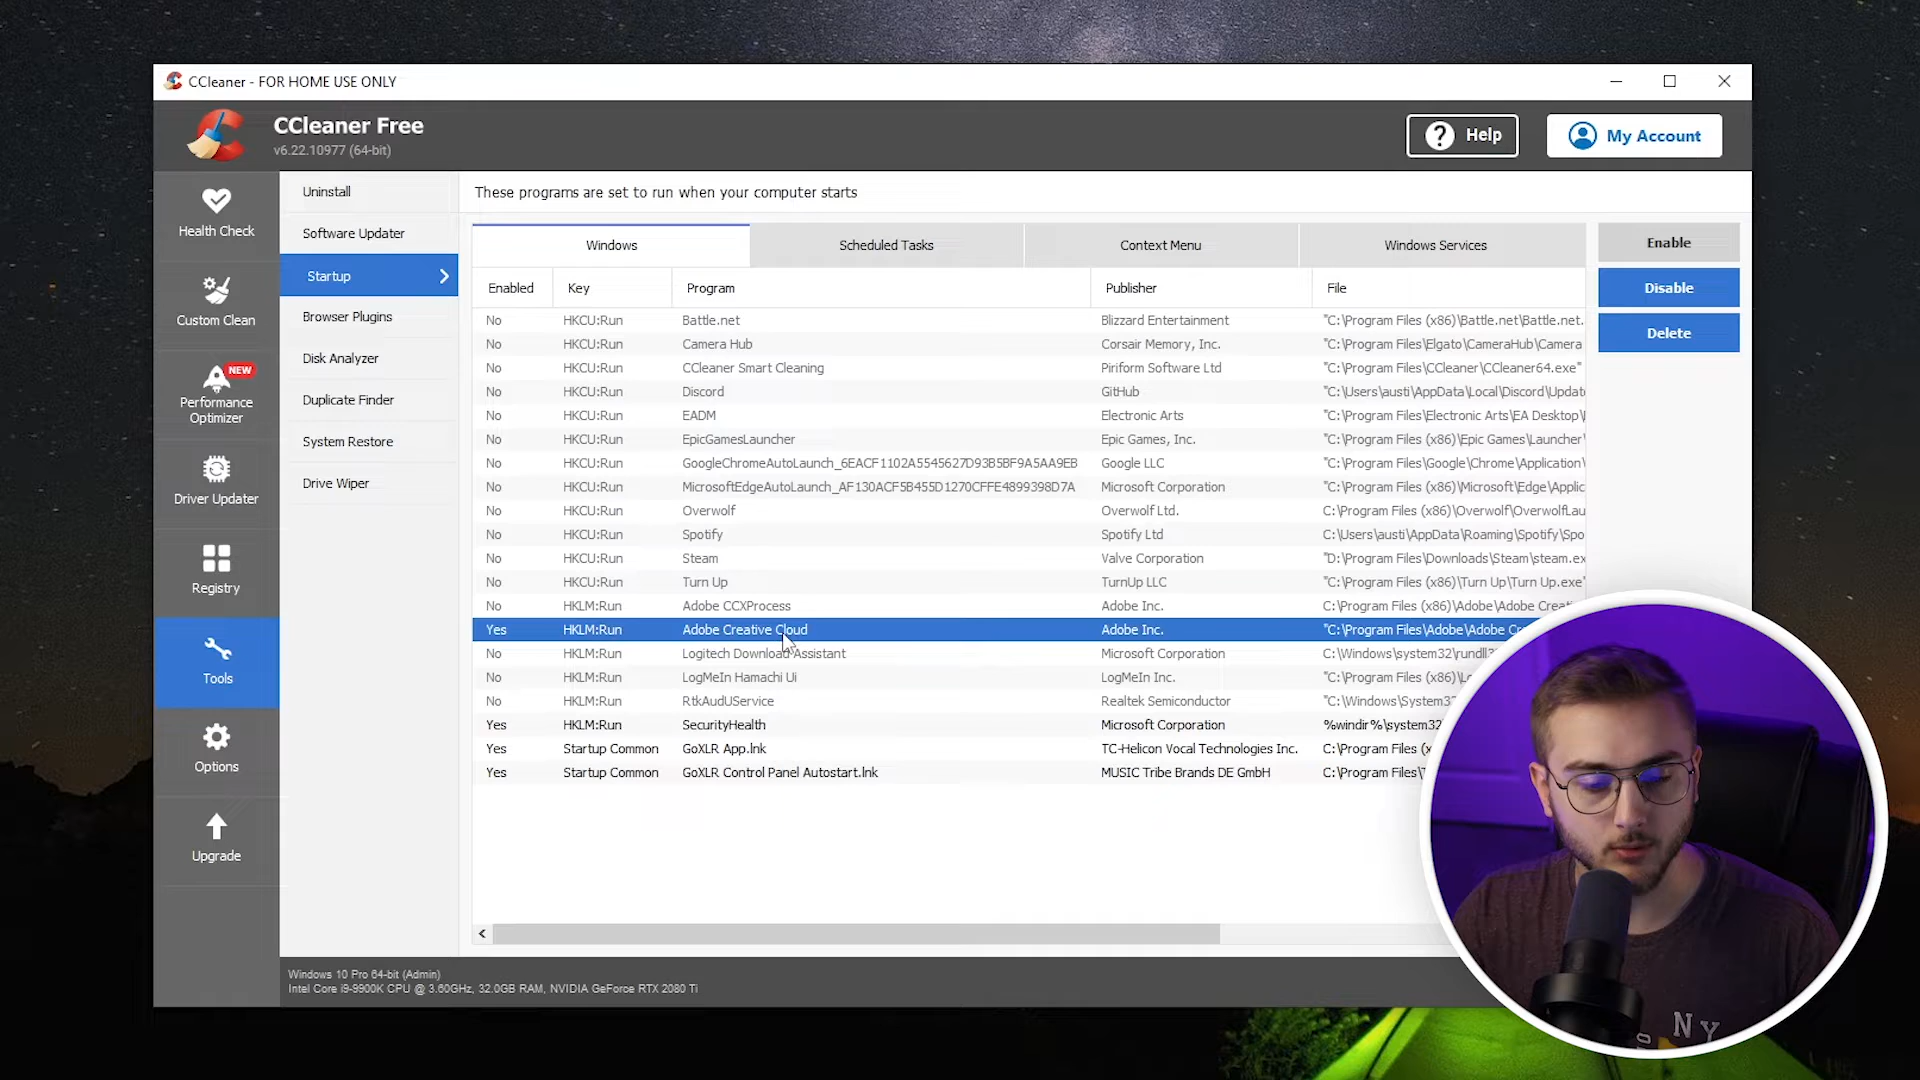 CCleaner - FOR HOME USE ONLY
CCleaner Free
v6.22.10977 (64-bit)
? Help
My Account
Health Check
Custom Clean
NEW
Performance
Optimizer
Driver Updater
Registry
Tools
Options
Upgrade
Uninstall
Software Updater
Startup
Browser Plugins
Disk Analyzer
Duplicate Finder
System Restore
Drive Wiper
These programs are set to run when your computer starts
Windows Scheduled Tasks Context Menu Windows Services
Enable
Disable
Delete
Enabled Key Program Publisher File
No HKCU:Run Battle.net Blizzard Entertainment "C:\Program Files (x86)\Battle.net\Battle.net.
No HKCU:Run Camera Hub Corsair Memory, Inc. "C:\Program Files\Elgato\CameraHub\Camera
No HKCU:Run CCleaner Smart Cleaning Piriform Software Ltd "C:\Program Files\CCleaner\CCleaner64.exe"
No HKCU:Run Discord GitHub "C:\Users\austi\AppData\Local\Discord\Update
No HKCU:Run EADM Electronic Arts "C:\Program Files\Electronic Arts\EA Desktop\
No HKCU:Run EpicGamesLauncher Epic Games, Inc. "C:\Program Files (x86)\Epic Games\Launcher\
No HKCU:Run GoogleChromeAutoLaunch_6EACF1102A5545627D93B5BF9A5AA9EB Google LLC "C:\Program Files\Google\Chrome\Application\
No HKCU:Run MicrosoftEdgeAutoLaunch_AF130ACF5B455D1270CFFE4899398D7A Microsoft Corporation "C:\Program Files (x86)\Microsoft\Edge\Applic
No HKCU:Run Overwolf Overwolf Ltd. C:\Program Files (x86)\Overwolf\OverwolfLau
No HKCU:Run Spotify Spotify Ltd C:\Users\austi\AppData\Roaming\Spotify\Spo
No HKCU:Run Steam Valve Corporation "D:\Program Files\Downloads\Steam\steam.ex
No HKCU:Run Turn Up TurnUp LLC "C:\Program Files (x86)\Turn Up\Turn Up.exe"
No HKLM:Run Adobe CCXProcess Adobe Inc. C:\Program Files (x86)\Adobe\Adobe Creat
Yes HKLM:Run Adobe Creative Cloud Adobe Inc. "C:\Program Files\Adobe\Adobe Cr
No HKLM:Run Logitech Download Assistant Microsoft Corporation C:\Windows\system32\rundll3
No HKLM:Run LogMeIn Hamachi Ui LogMeIn Inc. "C:\Program Files (x86)\L
No HKLM:Run RtkAudUService Realtek Semiconductor "C:\Windows\System32
Yes HKLM:Run SecurityHealth Microsoft Corporation %windir%\system32
Yes Startup Common GoXLR App.lnk TC-Helicon Vocal Technologies Inc. C:\Program Files (
Yes Startup Common GoXLR Control Panel Autostart.lnk MUSIC Tribe Brands DE GmbH C:\Program Files\
Windows 10 Pro 64-bit (Admin)
Intel Core i9-9900K CPU @ 3.60GHz, 32.0GB RAM, NVIDIA GeForce RTX 2080 Ti
NY